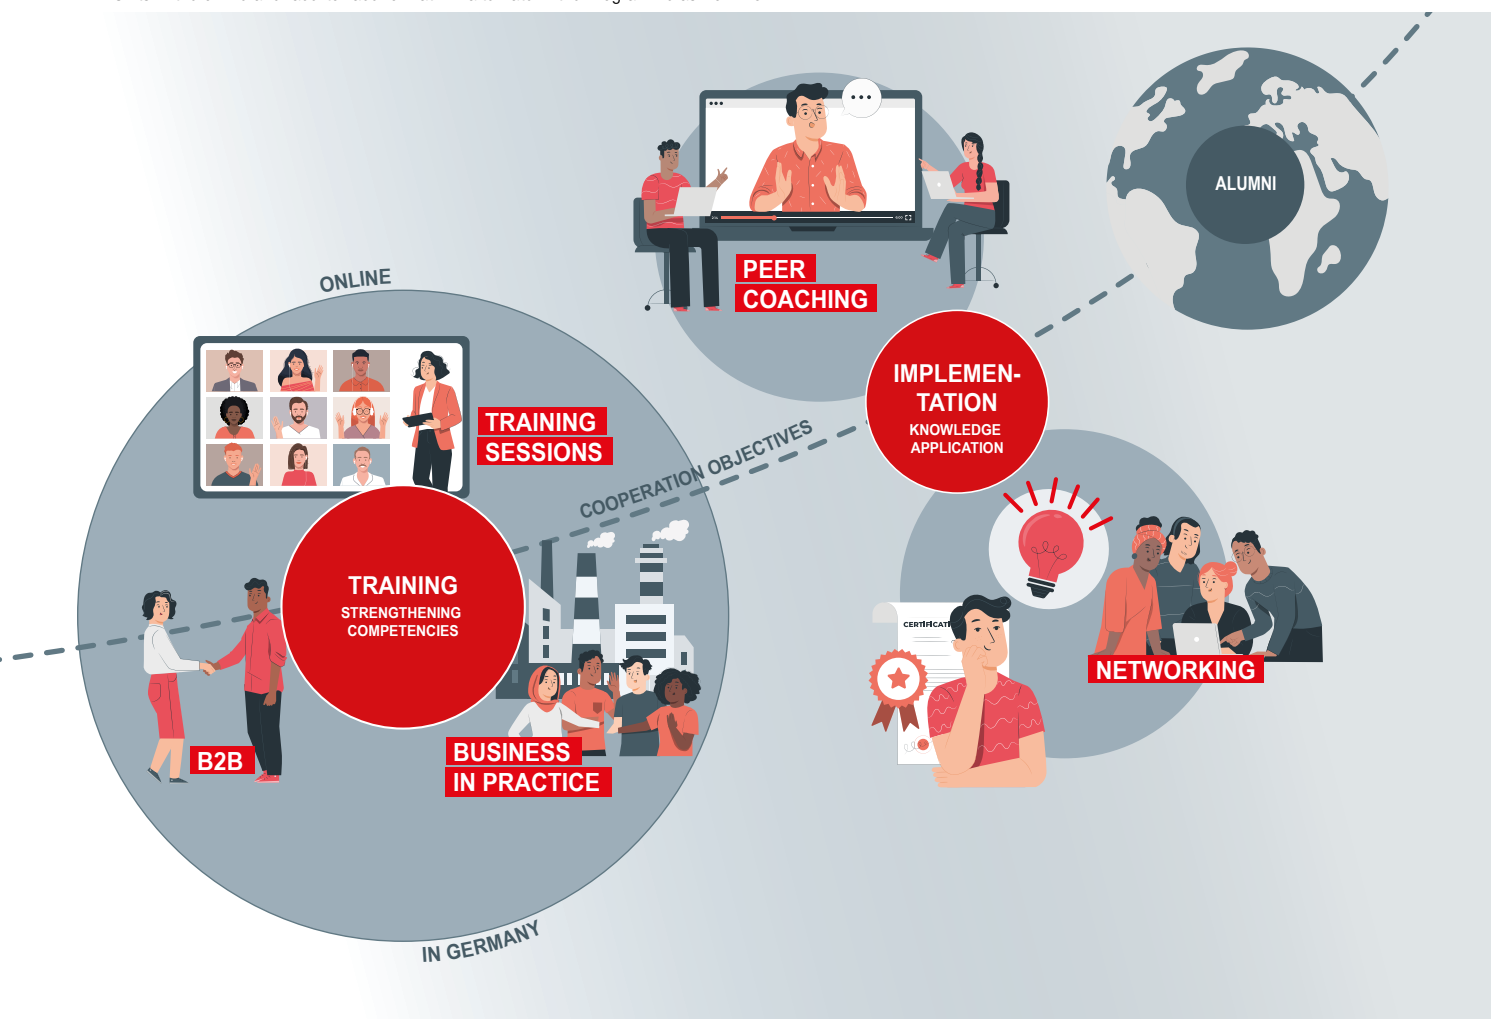 ONLINE
TRAINING
SESSIONS
COOPERATION OBJECTIVES
TRAINING
STRENGTHENING
COMPETENCIES
B2B
BUSINESS
IN PRACTICE
IN GERMANY
PEER
COACHING
IMPLEMEN-
TATION
KNOWLEDGE
APPLICATION
NETWORKING
ALUMNI